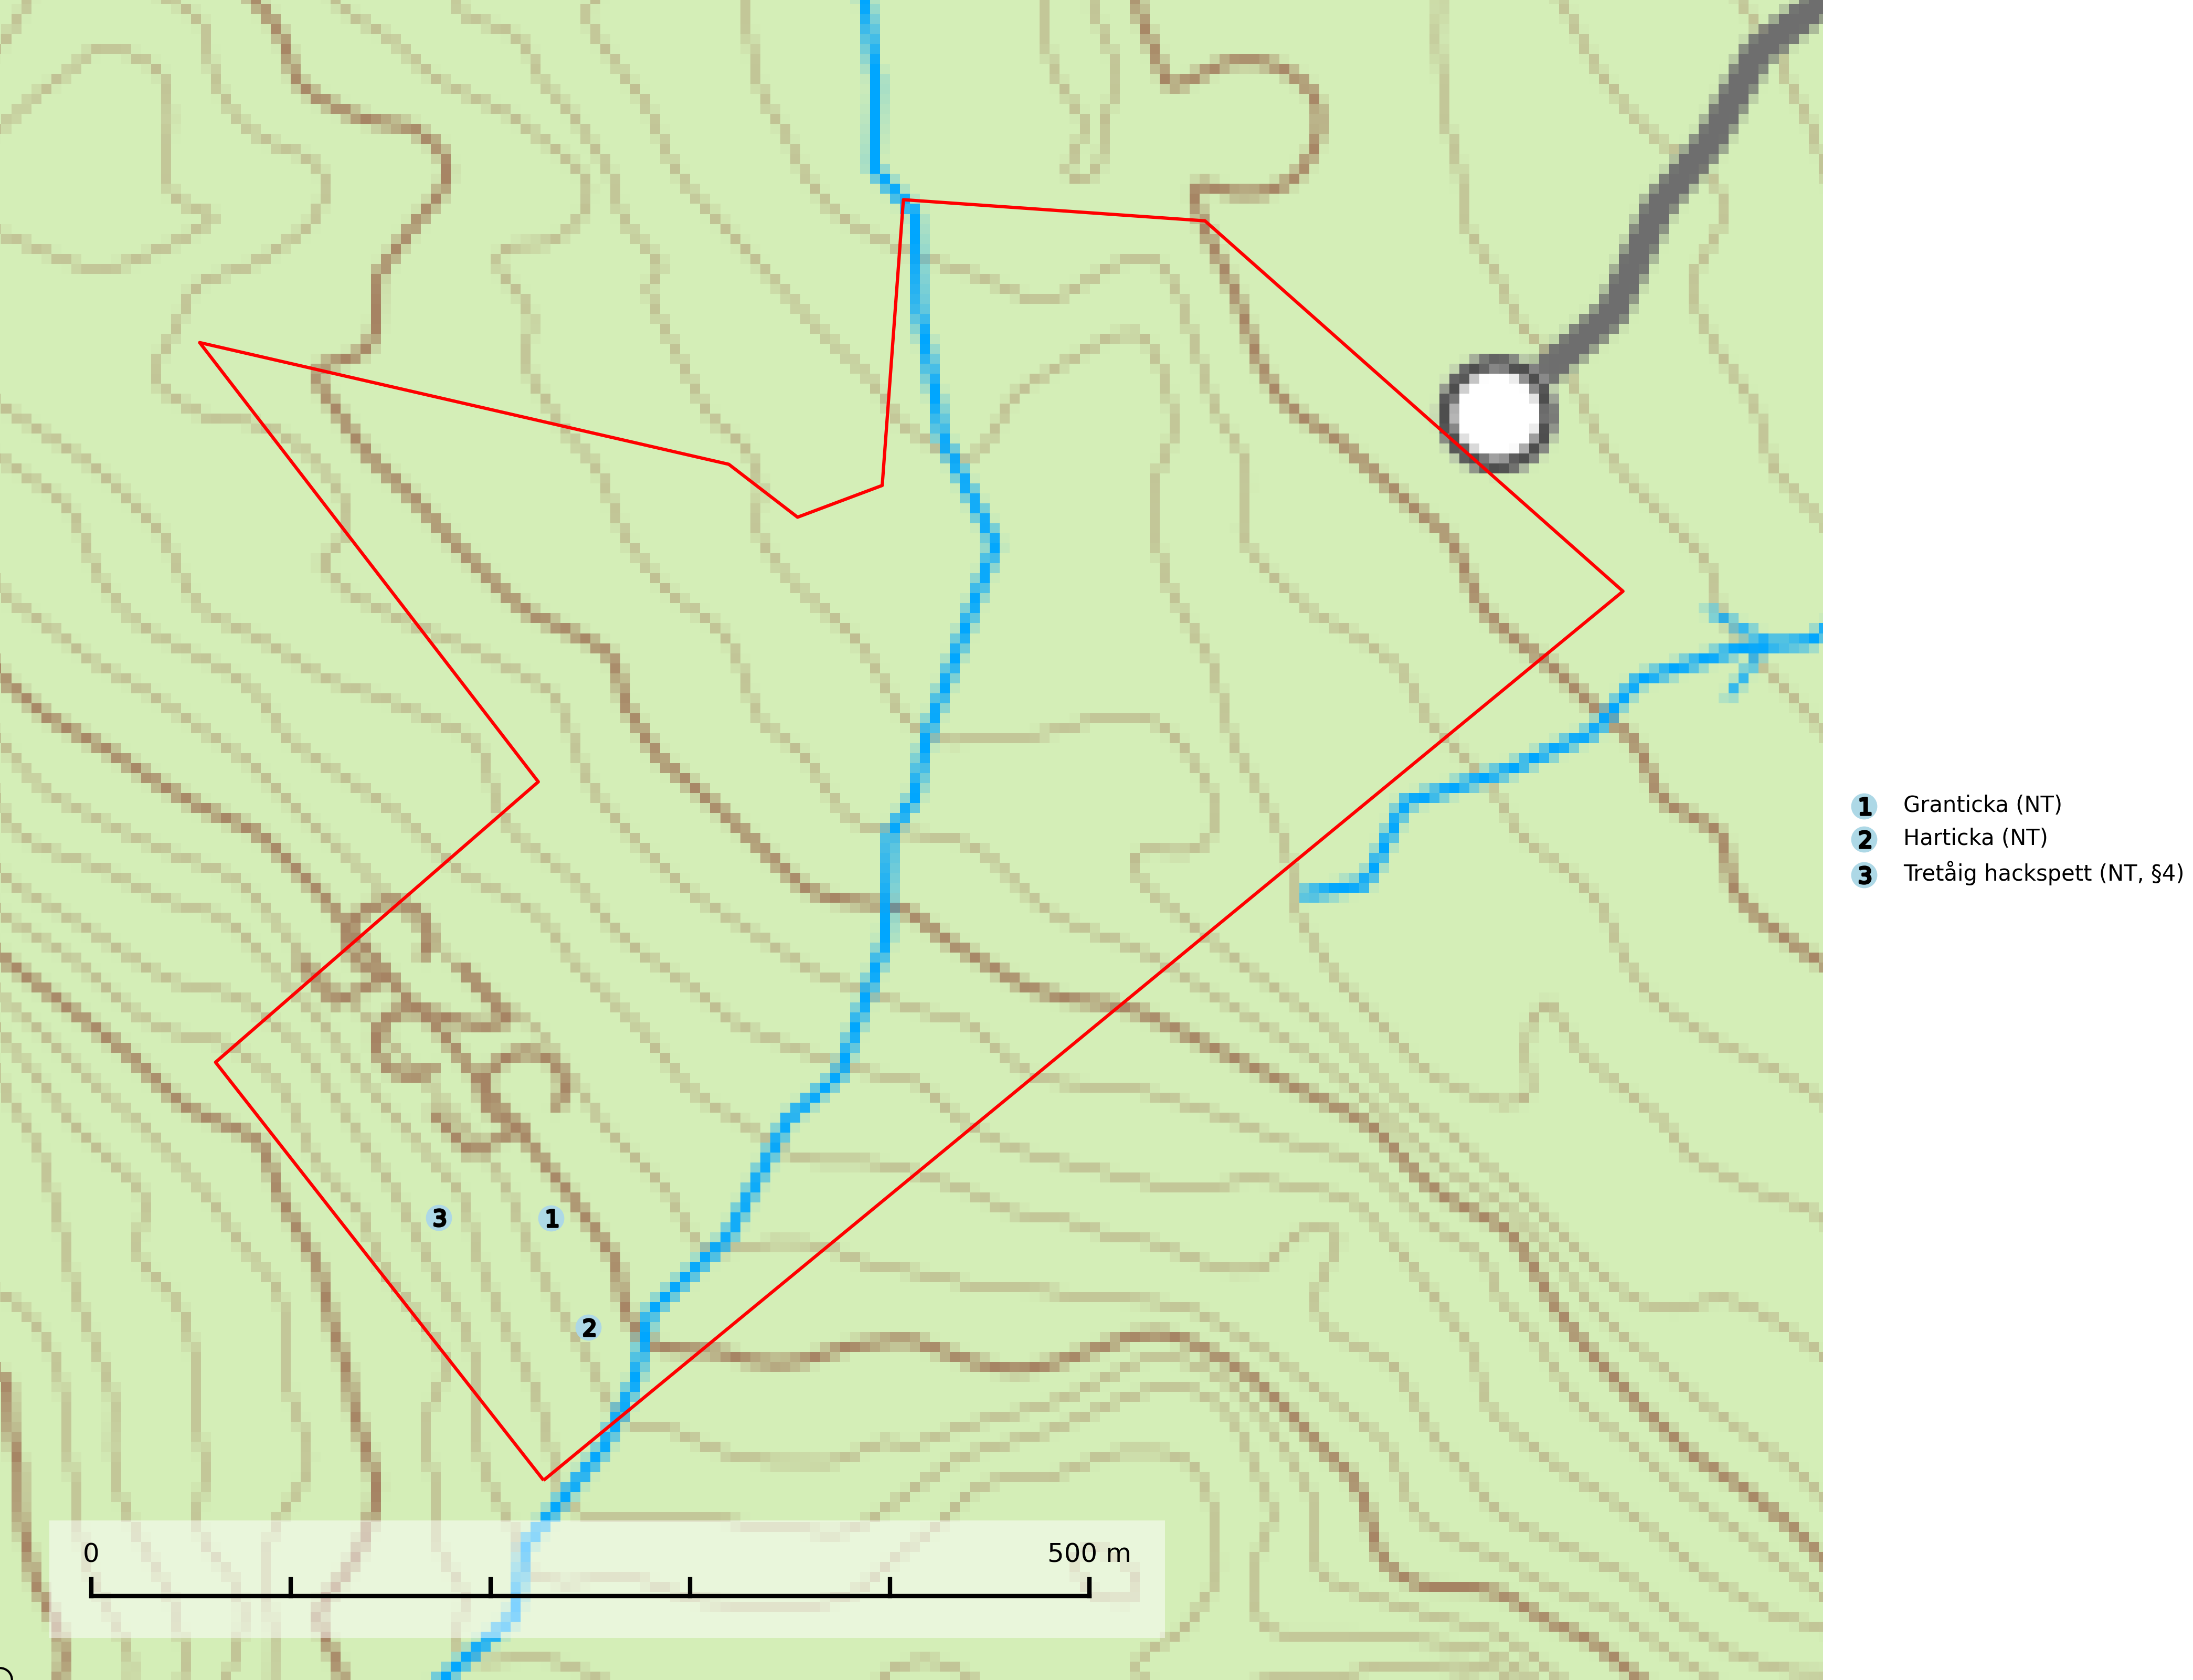 1 Granticka (NT)
2 Harticka (NT)
3 Tretåig hackspett (NT, §4)
3 1
2
0 500 m